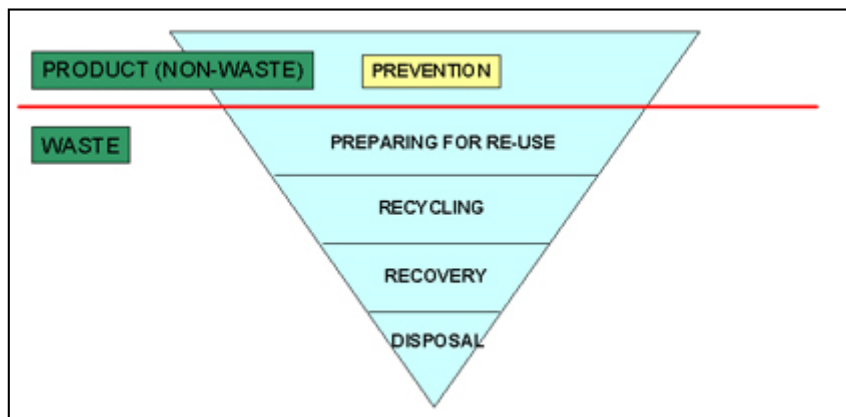 PRODUCT (NON-WASTE)
PREVENTION
WASTE
PREPARING FOR RE-USE
RECYCLING
RECOVERY
DISPOSAL